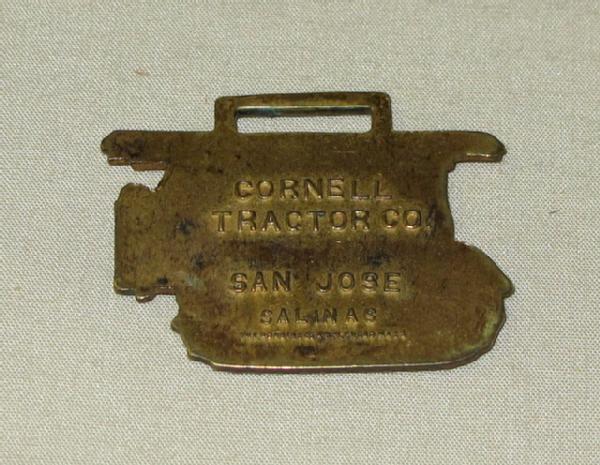 CORNELL
TRACTOR CO.
SAN JOSE
SALINAS